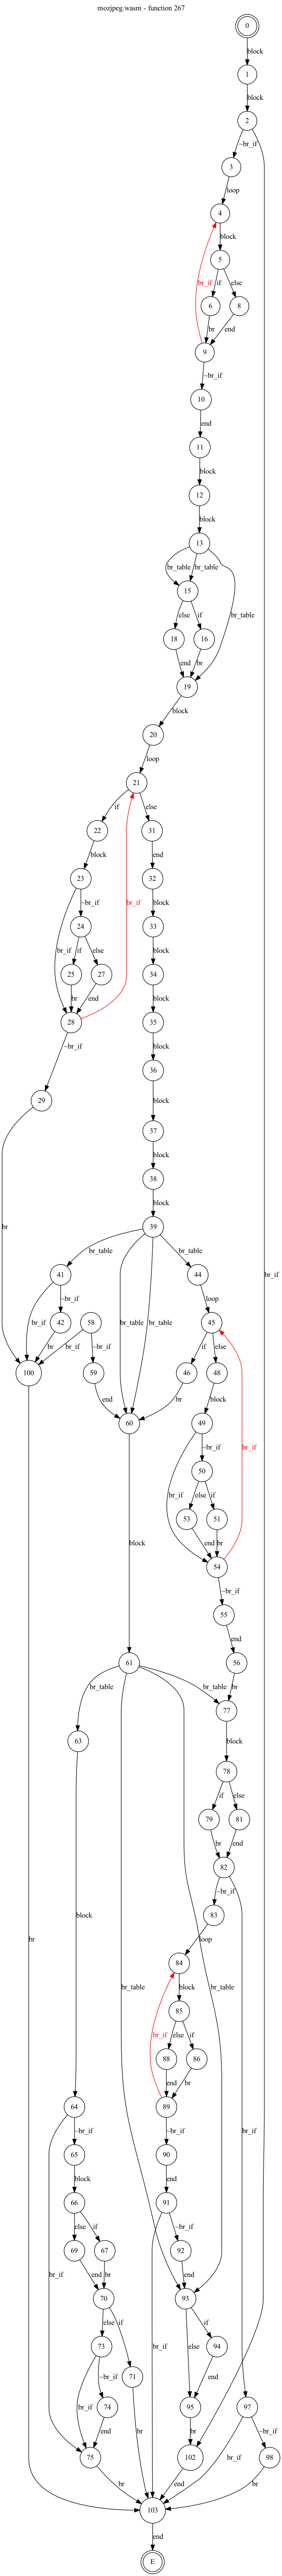 mozjpeg.wasm - function 267
0
block
1
block
2
~br_if
3
loop
4
block
5
br_if
if
else
6
8
br
end
9
~br_if
10
end
11
block
12
block
13
br_table
br_table
15
br_table
else
if
18
16
end
br
19
block
20
loop
21
if
else
22
31
block
end
23
32
br_if
~br_if
block
24
33
br_if
if
else
block
25
27
34
br
end
block
28
35
br_if
~br_if
block
29
36
block
37
block
38
block
39
br
br_table
br_table
41
44
loop
br_if
~br_if
br_table
br_table
42
58
45
br
br_if
~br_if
if
else
100
59
46
48
end
br
block
60
49
~br_if
br_if
50
br_if
else
if
53
51
block
end
br
54
~br_if
55
end
61
56
br_table
br_table
br
63
77
block
78
if
else
79
81
br
end
82
br
block
~br_if
83
loop
84
br_table
block
br_table
85
br_if
else
if
88
86
end
br
64
89
br_if
~br_if
~br_if
65
90
block
end
66
91
br_if
else
if
~br_if
69
67
92
end
br
end
70
93
else
if
br_if
else
if
73
94
br_if
~br_if
71
end
74
95
97
end
br
br
br_if
~br_if
75
102
98
br
end
br
103
end
E